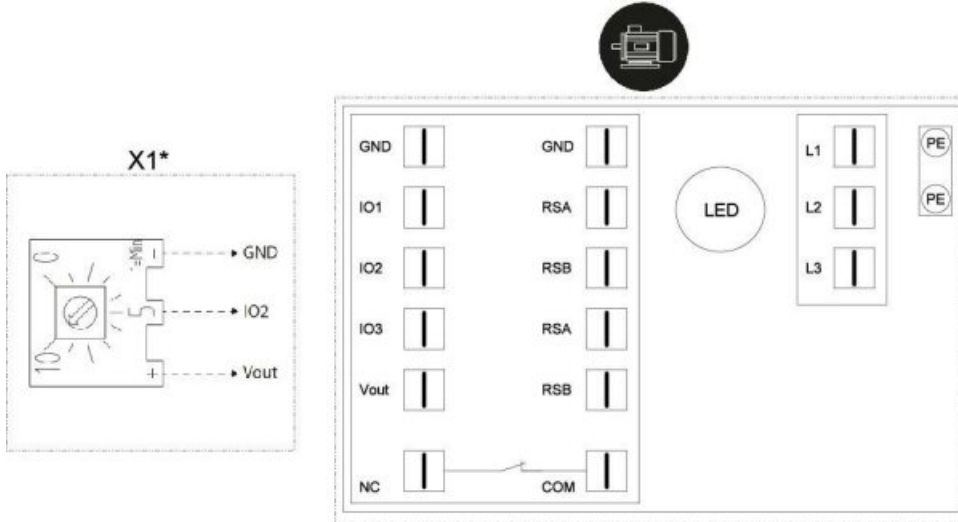 X1*
0
- Min.
5
10
+
GND
IO2
Vout
GND
IO1
IO2
IO3
Vout
NC
GND
RSA
RSB
RSA
RSB
COM
LED
L1
L2
L3
PE
PE